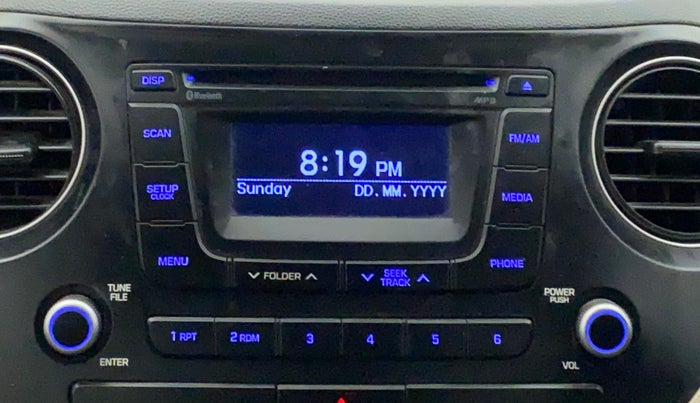 DISP
Bluetooth
MP3
SCAN
FM/AM
8:19 PM
Sunday DD.MM.YYYY
SETUP
CLOCK
MEDIA
MENU
FOLDER
SEEK
TRACK
PHONE
TUNE
FILE
POWER
PUSH
1 RPT
2 RDM
3
4
5
6
ENTER
VOL